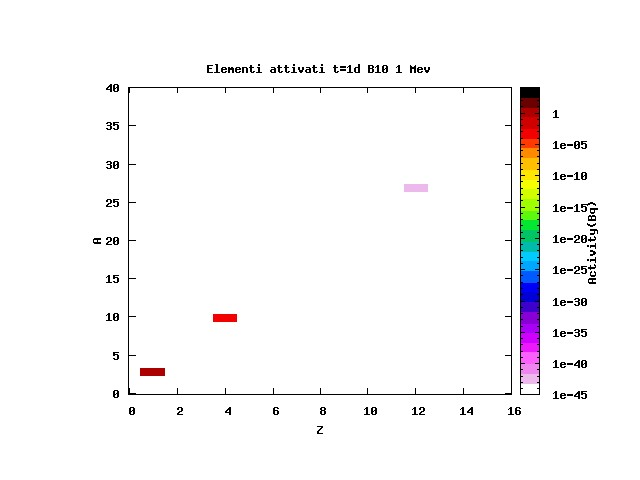 Elementi attivati t=1d B10 1 Mev
40
35
30
25
20
15
10
5
0
A
0 2 4 6 8 10 12 14 16
Z
1
1e-05
1e-10
1e-15
1e-20
1e-25
1e-30
1e-35
1e-40
1e-45
Activity(Bq)